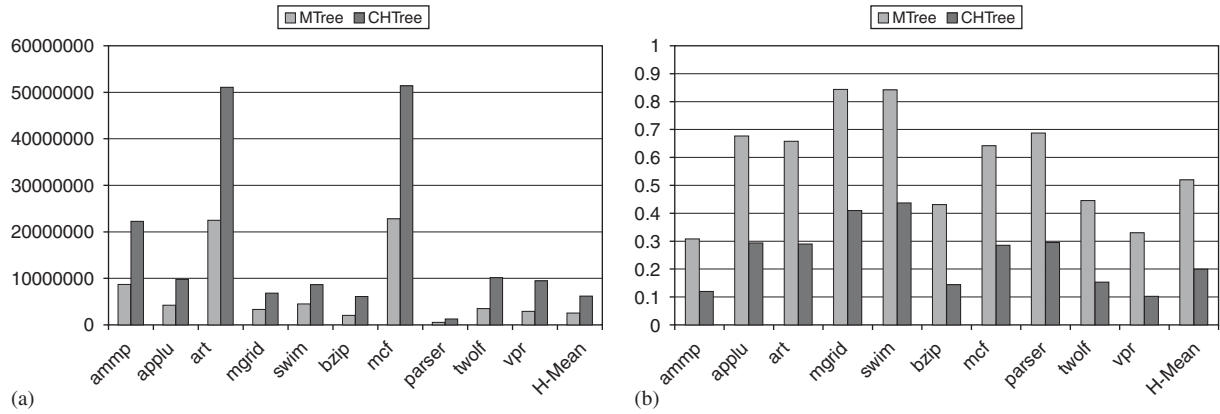 MTree CHTree
60000000
50000000
40000000
30000000
20000000
10000000
0
ammp
applu
art
mgrid
swim
bzip
mcf
parser
twolf
vpr
H-Mean
(a)
MTree CHTree
1
0.9
0.8
0.7
0.6
0.5
0.4
0.3
0.2
0.1
0
ammp
applu
art
mgrid
swim
bzip
mcf
parser
twolf
vpr
H-Mean
(b)